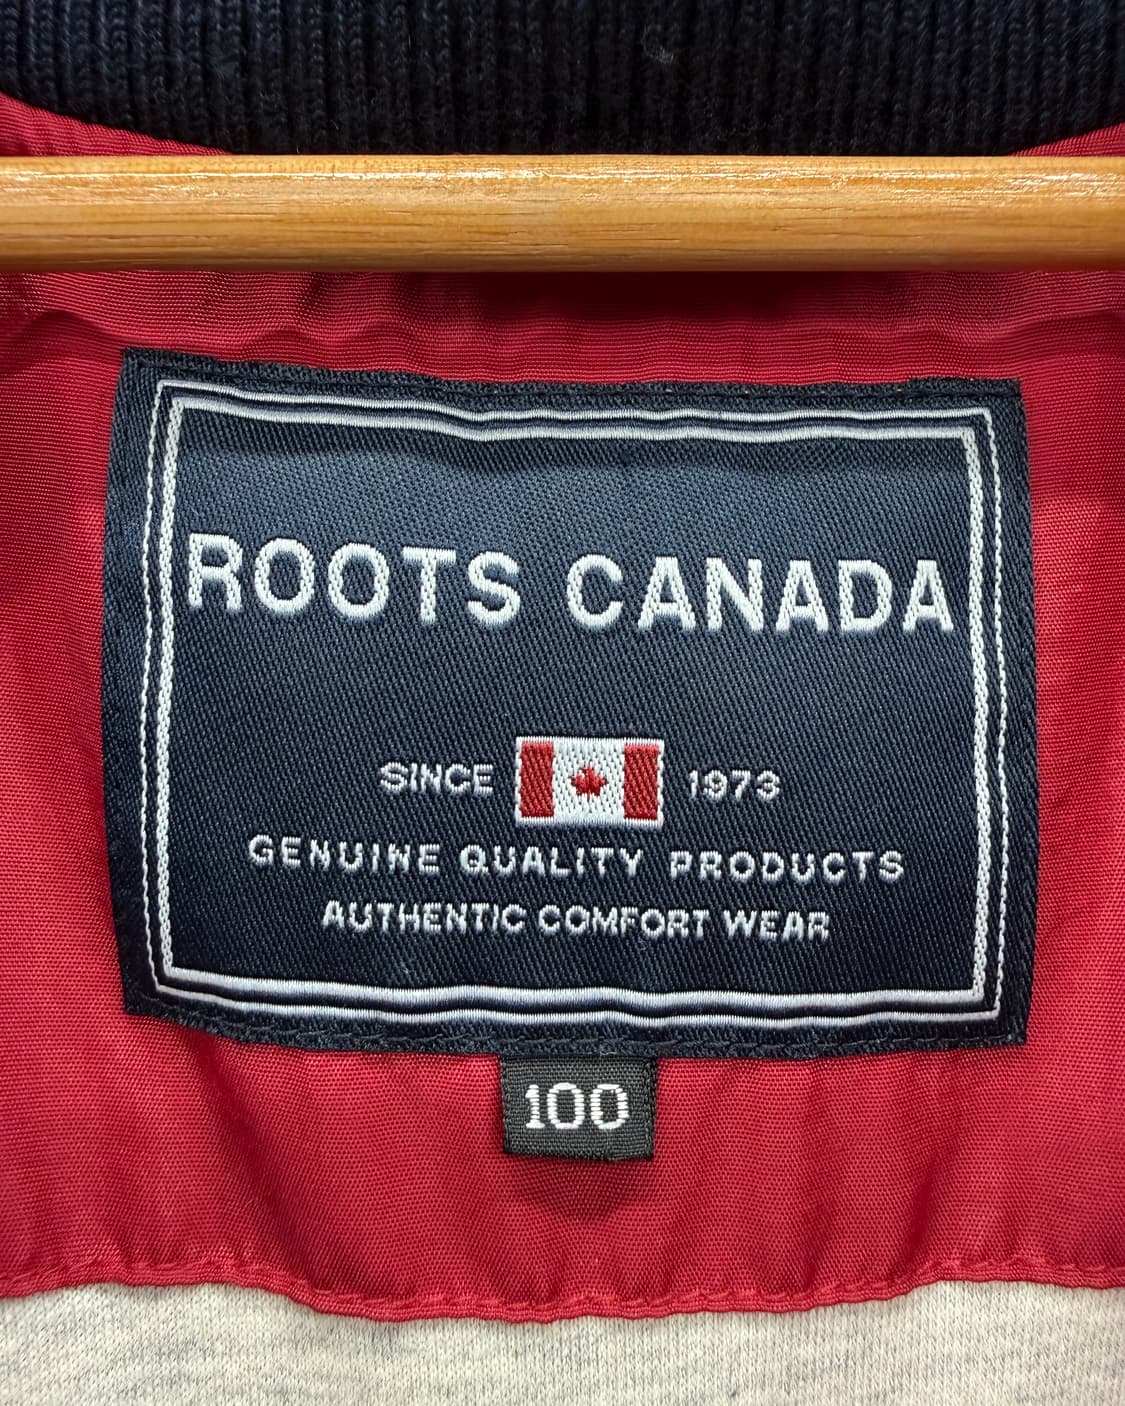 ROOTS CANADA
SINCE 1973
GENUINE QUALITY PRODUCTS
AUTHENTIC COMFORT WEAR
100